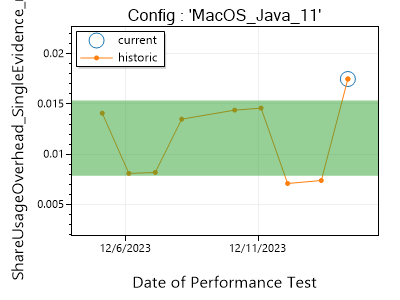 Config : 'MacOS_Java_11'
current
historic
0.02
0.015
0.01
0.005
ShareUsageOverhead_SingleEvidence_
12/6/2023
12/11/2023
Date of Performance Test